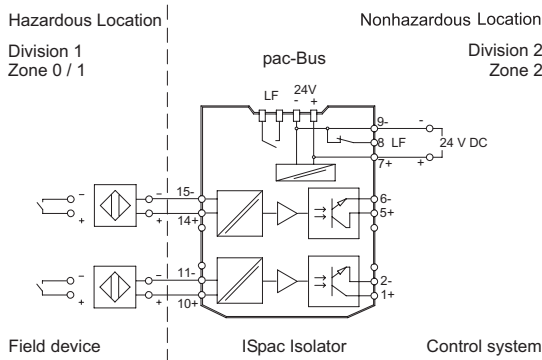 Hazardous Location
Nonhazardous Location
Division 1
Zone 0 / 1
Division 2
Zone 2
pac-Bus
LF
24V
- +
9-
-
8 LF
24 V DC
7+
+
-
-
15-
6-
+
+
14+
5+
-
-
11-
2-
+
+
10+
1+
Field device
ISpac Isolator
Control system